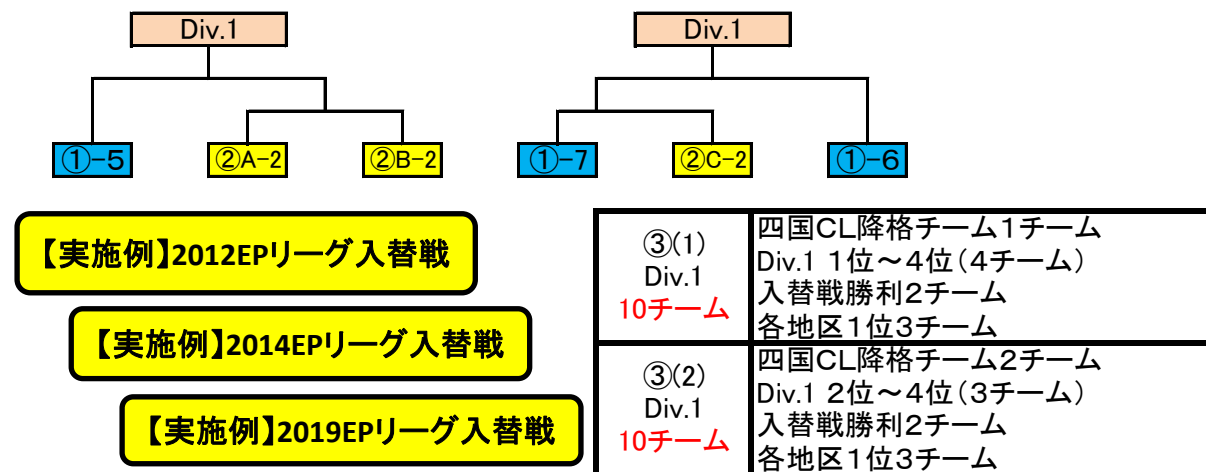 Div.1
Div.1
①-5
②A-2
②B-2
①-7
②C-2
①-6
【実施例】2012EPリーグ入替戦
【実施例】2014EPリーグ入替戦
【実施例】2019EPリーグ入替戦
③(1)
Div.1
10チーム
四国CL降格チーム1チーム
Div.1 1位～4位(4チーム)
入替戦勝利2チーム
各地区1位3チーム
③(2)
Div.1
10チーム
四国CL降格チーム2チーム
Div.1 2位～4位(3チーム)
入替戦勝利2チーム
各地区1位3チーム